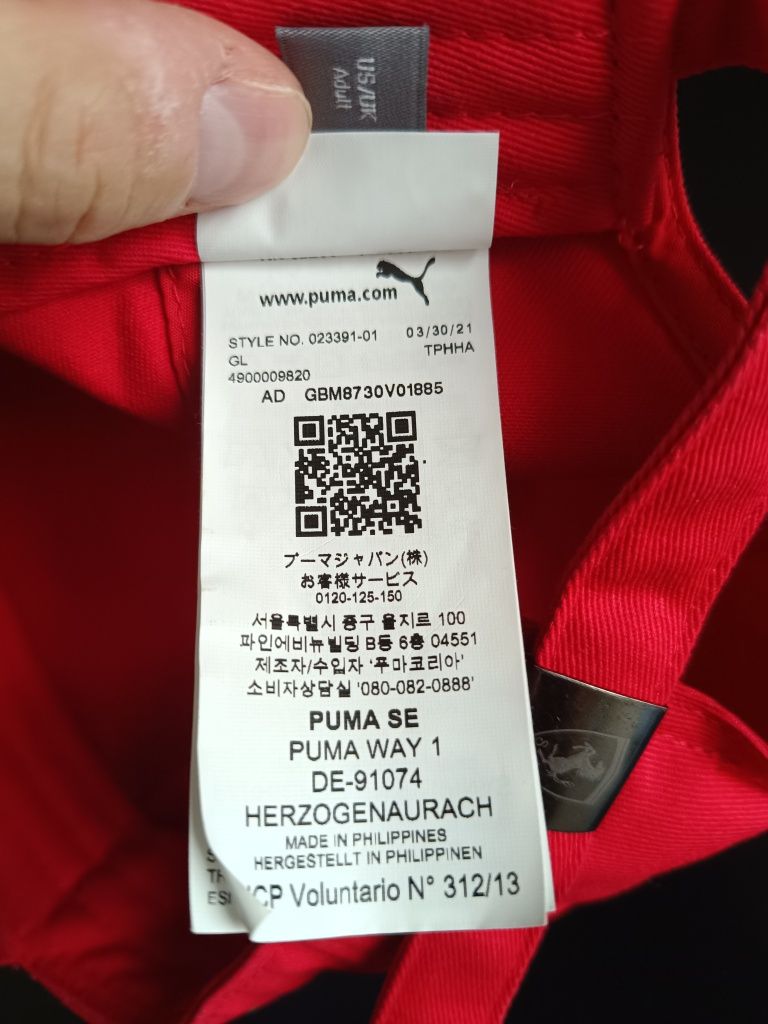 US/UK
Adult
www.puma.com
STYLE NO. 023391-01 03/30/21
GL TPHHA
4900009820
AD GBM8730V01885
プーマジャパン(株)
お客様サービス
0120-125-150
서울특별시 중구 을지르 100
파인에비뉴빌딩 B동 6층 04551
제조자/수입자 '푸마코리아'
소비자상담실 '080-082-0888'
PUMA SE
PUMA WAY 1
DE-91074
HERZOGENAURACH
MADE IN PHILIPPINES
HERGESTELLT IN PHILIPPINEN
CP Voluntario N° 312/13